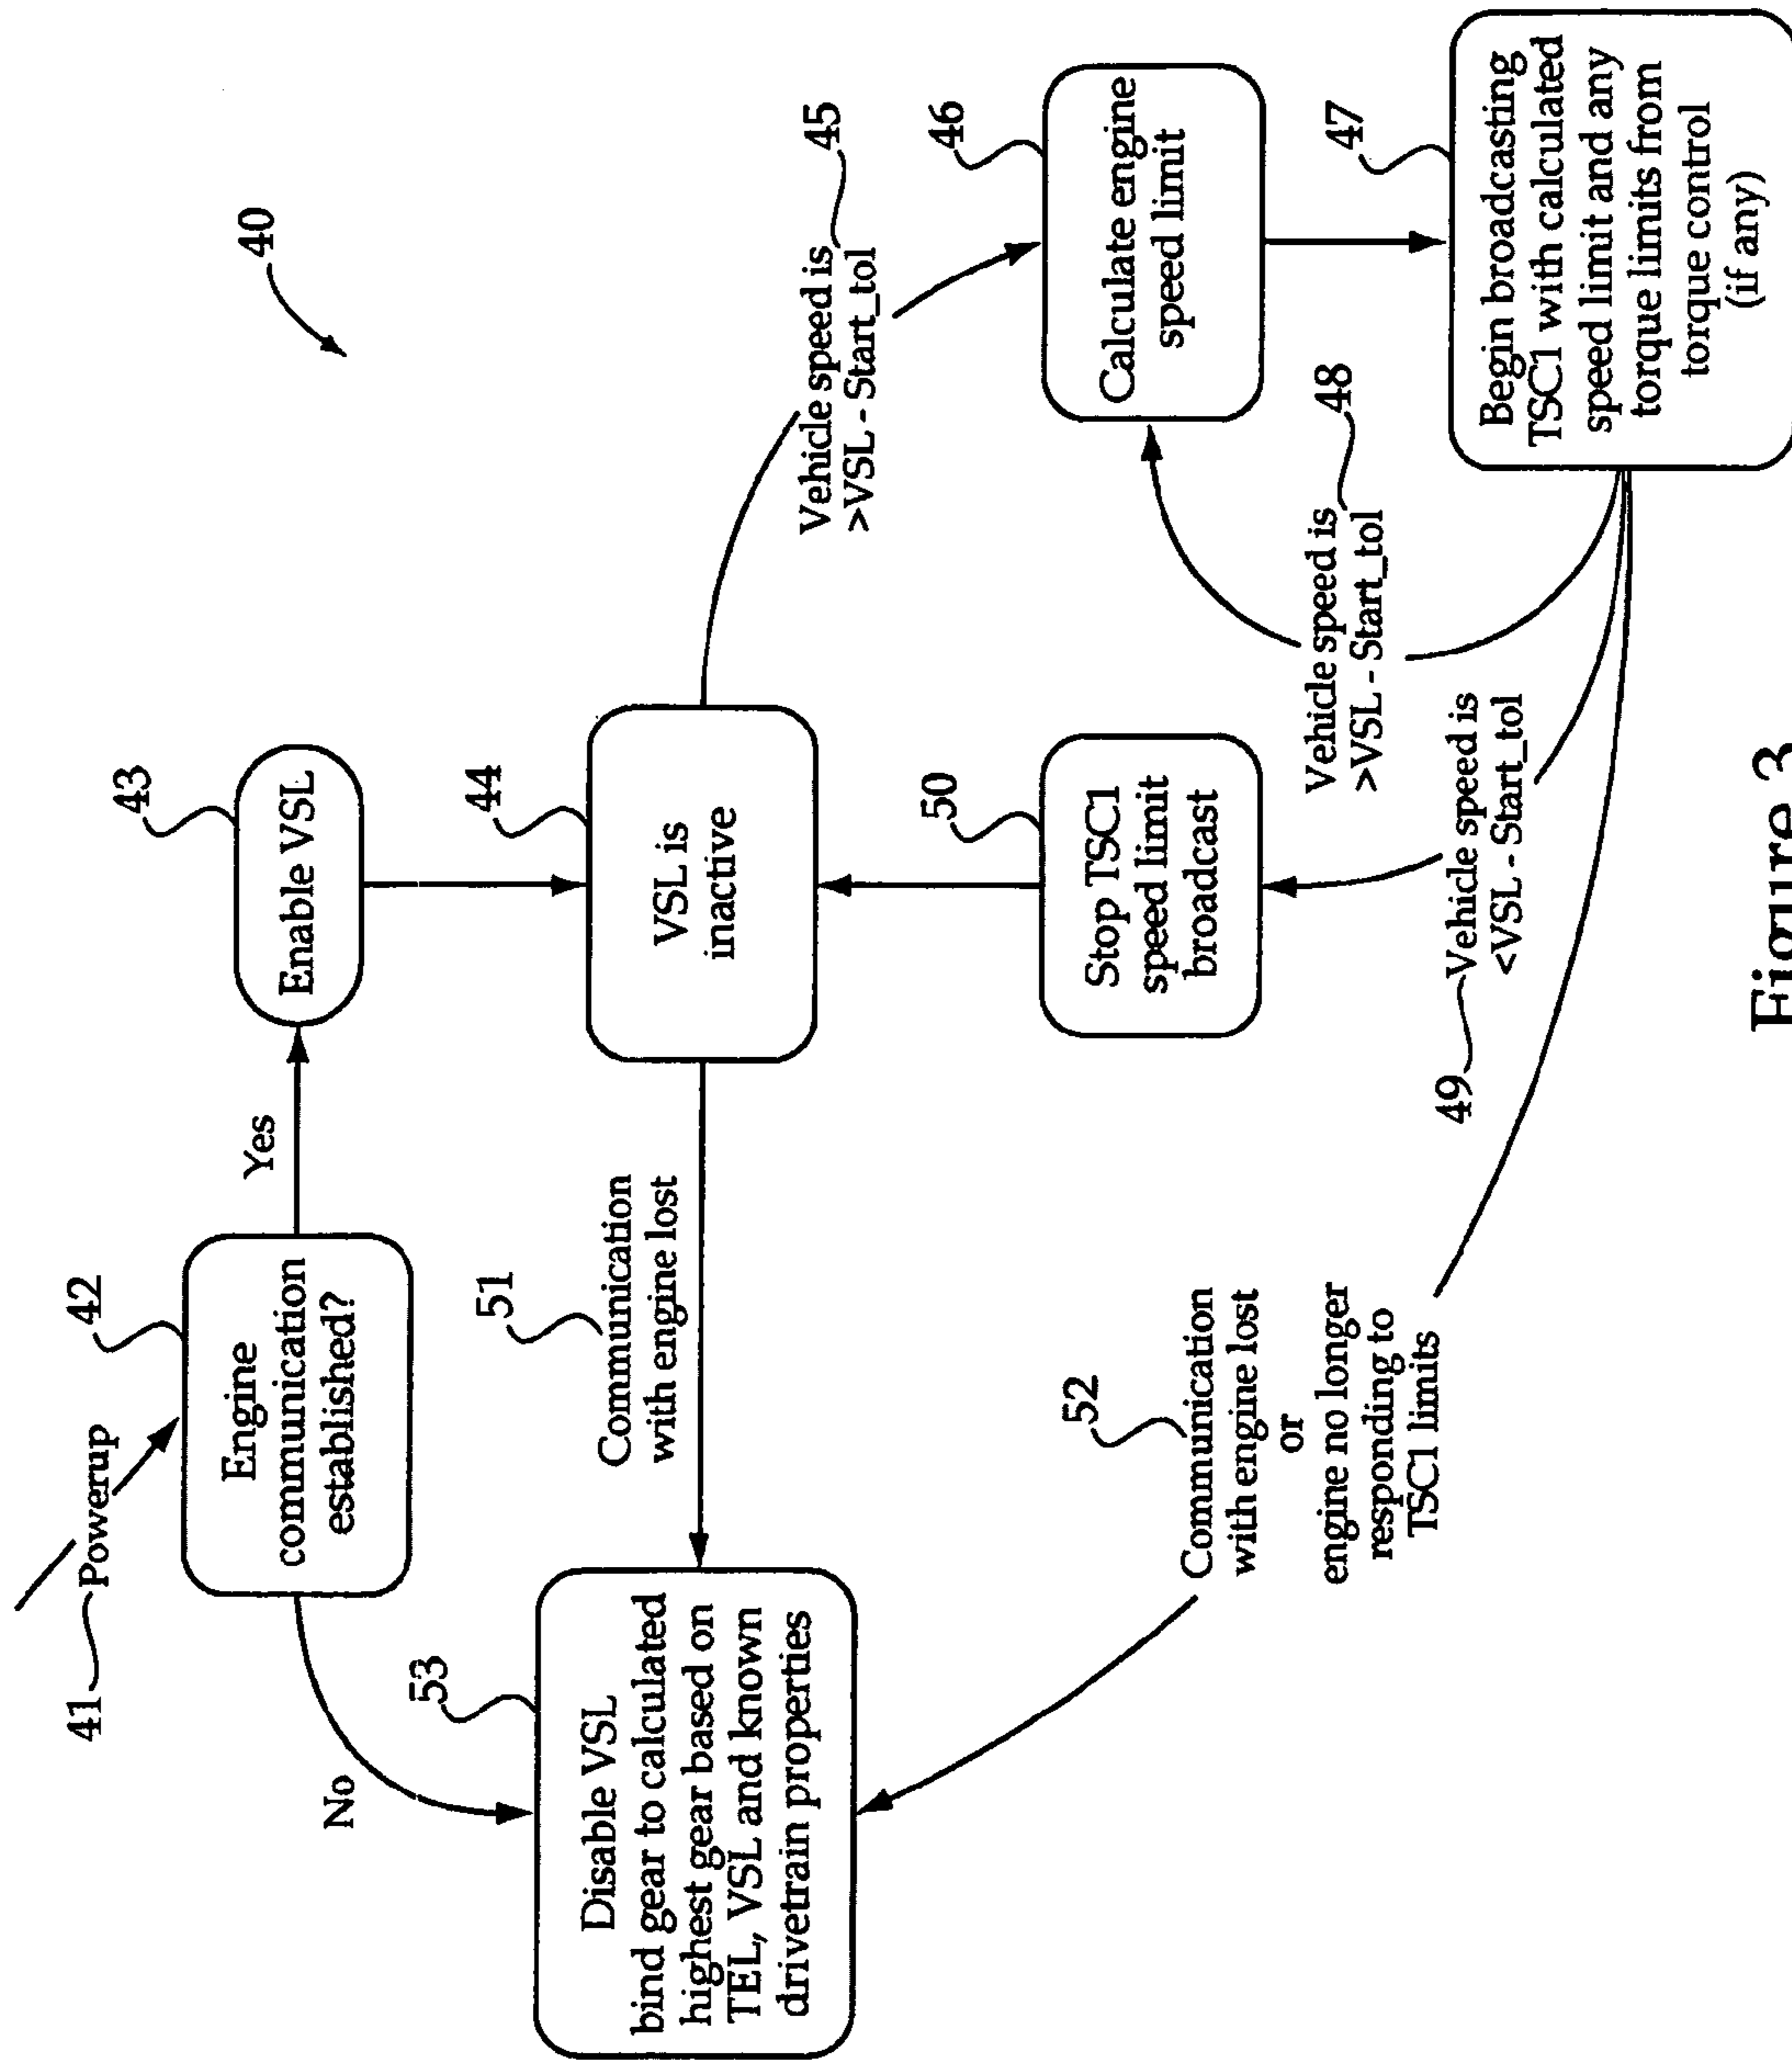 40
41
Powerup
42
Engine
communication
established?
Yes
43
Enable VSL
No
53
Disable VSL
bind gear to calculated
highest gear based on
TEL, VSL and known
drivetrain properties
51
Communication
with engine lost
44
VSL is
inactive
Vehicle speed is
>VSL - Start_tol
45
52
Communication
with engine lost
or
engine no longer
responding to
TSC1 limits
50
Stop TSC1
speed limit
broadcast
46
Calculate engine
speed limit
49
Vehicle speed is
<VSL - Start_tol
Vehicle speed is
>VSL - Start_tol
48
47
Begin broadcasting
TSC1 with calculated
speed limit and any
torque limits from
torque control
(if any)
Figure 3